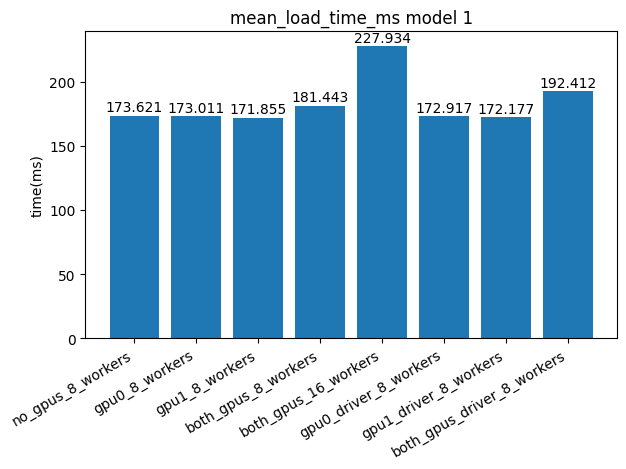 mean_load_time_ms model 1
227.934
192.412
181.443
173.621
173.011
171.855
172.917
172.177
time(ms)
200
150
100
50
0
no_gpus_8_workers
gpu0_8_workers
gpu1_8_workers
both_gpus_8_workers
both_gpus_16_workers
gpu0_driver_8_workers
gpu1_driver_8_workers
both_gpus_driver_8_workers